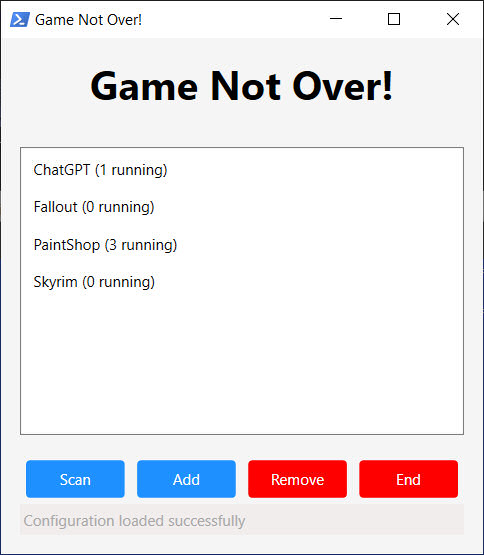 Game Not Over!
Game Not Over!
ChatGPT (1 running)
Fallout (0 running)
PaintShop (3 running)
Skyrim (0 running)
Scan Add Remove End
Configuration loaded successfully